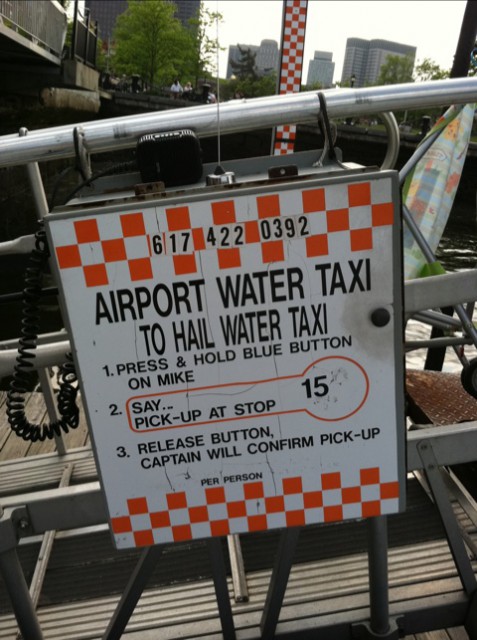 617 422 0392
AIRPORT WATER TAXI
TO HAIL WATER TAXI
1. PRESS & HOLD BLUE BUTTON
ON MIKE
2. SAY...
PICK-UP AT STOP 15
3. RELEASE BUTTON,
CAPTAIN WILL CONFIRM PICK-UP
PER PERSON